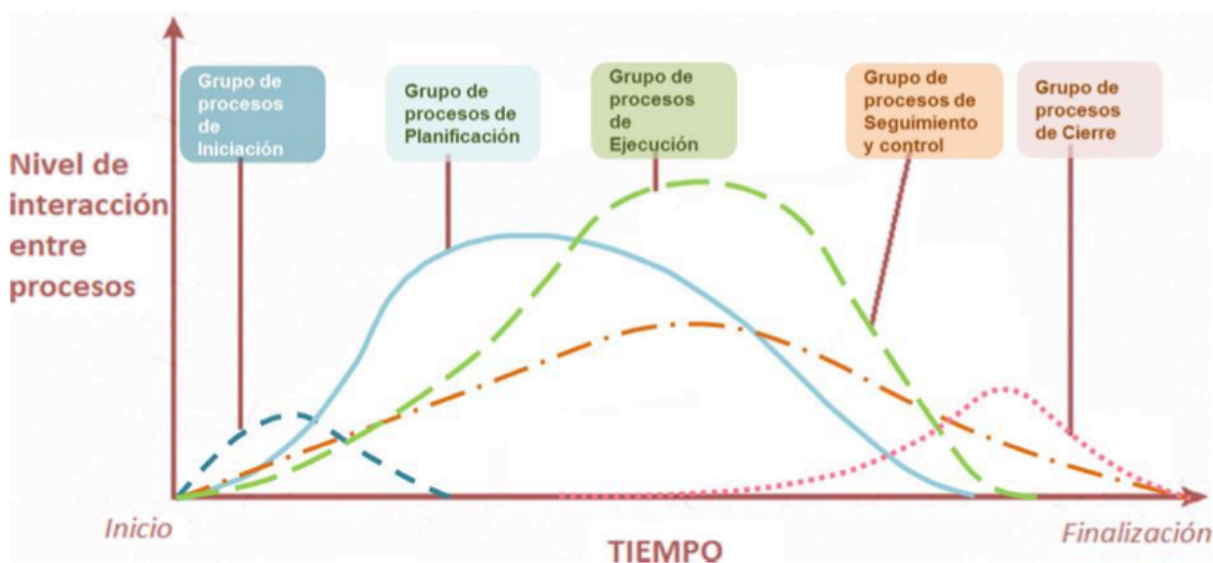 Grupo de
procesos
de
Iniciación
Grupo de
procesos de
Planificación
Grupo de
procesos
de
Ejecución
Grupo de
procesos de
Seguimiento
y control
Grupo de
procesos
de Cierre
Nivel de
interacción
entre
procesos
Inicio
TIEMPO
Finalización